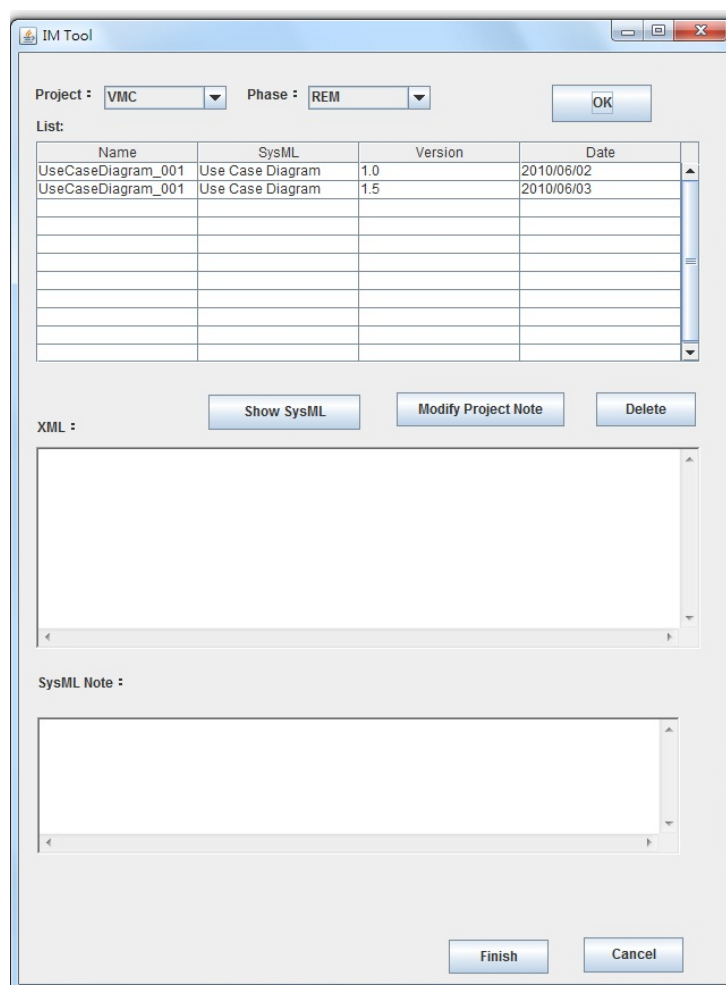 IM Tool
Project： VMC Phase： REM OK
List:
Name SysML Version Date
UseCaseDiagram_001 Use Case Diagram 1.0 2010/06/02
UseCaseDiagram_001 Use Case Diagram 1.5 2010/06/03
Show SysML Modify Project Note Delete
XML：
SysML Note：
Finish Cancel